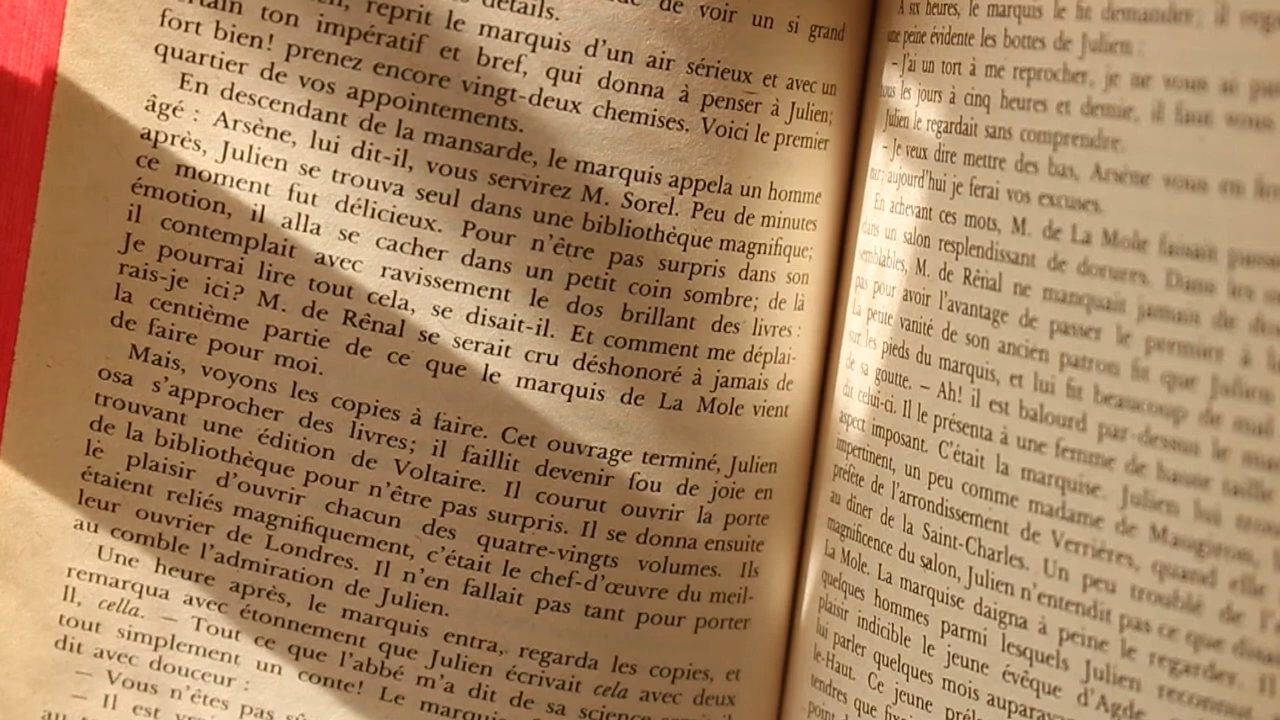 de voir un si grand
détails.
reprit le marquis d'un air sérieux et avec un
ton impératif et bref, qui donna à penser à Julien;
fort bien! prenez encore vingt-deux chemises. Voici le premier
quartier de vos appointements.
En descendant de la mansarde, le marquis appela un homme
âgé : Arsène, lui dit-il, vous servirez M. Sorel. Peu de minutes
après, Julien se trouva seul dans une bibliothèque magnifique;
ce moment fut délicieux. Pour n'être pas surpris dans son
émotion, il alla se cacher dans un petit coin sombre; de là
il contemplait avec ravissement le dos brillant des livres :
Je pourrai lire tout cela, se disait-il. Et comment me déplai-
rais-je ici? M. de Rênal se serait cru déshonoré à jamais de
la centième partie de ce que le marquis de La Mole vient
de faire pour moi.
Mais, voyons les copies à faire. Cet ouvrage terminé, Julien
osa s'approcher des livres; il faillit devenir fou de joie en
trouvant une édition de Voltaire. Il courut ouvrir la porte
de la bibliothèque pour n'être pas surpris. Il se donna ensuite
le plaisir d'ouvrir chacun des quatre-vingts volumes. Ils
étaient reliés magnifiquement, c'était le chef-d'œuvre du meil-
leur ouvrier de Londres. Il n'en fallait pas tant pour porter
au comble l'admiration de Julien.
Une heure après, le marquis entra, regarda les copies, et
remarqua avec étonnement que Julien écrivait cela avec deux
ll, cella. – Tout ce que l'abbé m'a dit de sa science
tout simplement un conte! Le marquis
dit avec douceur :
– Vous n'êtes pas
– Il est
A six heures, le marquis le fit demander, il
une peine évidente les bottes de Julien :
– J'ai un tort à me reprocher, je ne vous ai pas
tous les jours à cinq heures et demie, il faut vous
Julien le regardait sans comprendre.
– Je veux dire mettre des bas, Arsène vous en
aujourd'hui je ferai vos excuses.
En achevant ces mots, M. de La Mole faisait passer
dans un salon resplendissant de dorures. Dans
semblables, M. de Rênal ne manquait jamais de
pas pour avoir l'avantage de passer le premier à
La petite vanité de son ancien patron fit que Julien
sur les pieds du marquis, et lui fit beaucoup de mal
de sa goutte. – Ah! il est balourd par-dessus le
dit celui-ci. Il le présenta à une femme de haute taille
aspect imposant. C'était la marquise. Julien lui
impertinent, un peu comme madame de Maugiron,
préfète de l'arrondissement de Verrières, quand elle
au dîner de la Saint-Charles. Un peu troublé de
magnificence du salon, Julien n'entendit pas ce que
La Mole. La marquise daigna à peine le regarder. Il
quelques hommes parmi lesquels Julien reconnut
plaisir indicible le jeune évêque d'Agde
lui parler quelques mois
le-Haut. Ce jeune
tendres que